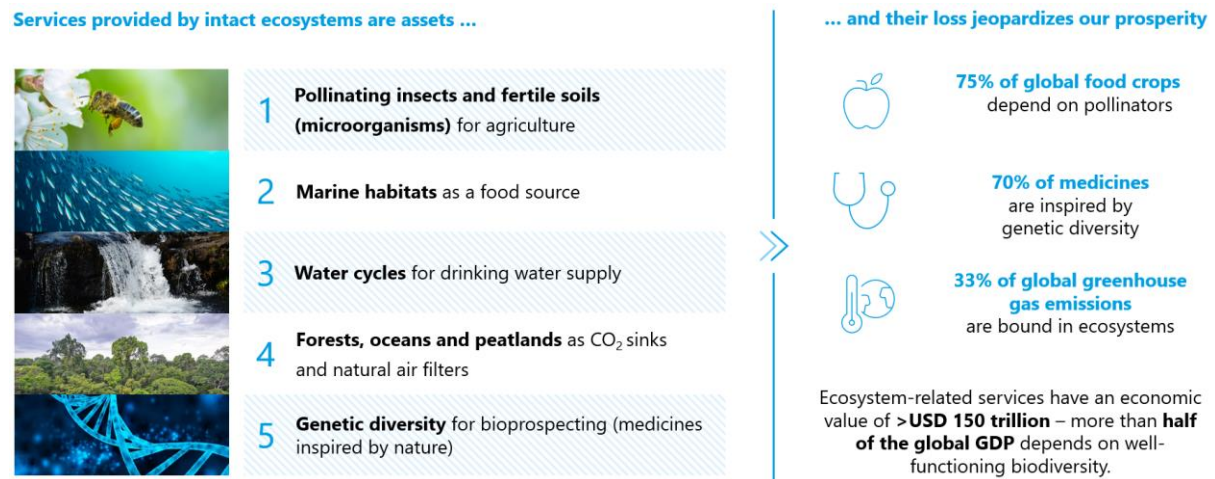 Services provided by intact ecosystems are assets ...
1
Pollinating insects and fertile soils
(microorganisms) for agriculture
2
Marine habitats as a food source
3
Water cycles for drinking water supply
4
Forests, oceans and peatlands as CO₂ sinks
and natural air filters
5
Genetic diversity for bioprospecting (medicines
inspired by nature)
... and their loss jeopardizes our prosperity
75% of global food crops
depend on pollinators
70% of medicines
are inspired by
genetic diversity
33% of global greenhouse
gas emissions
are bound in ecosystems
Ecosystem-related services have an economic
value of >USD 150 trillion – more than half
of the global GDP depends on well-
functioning biodiversity.